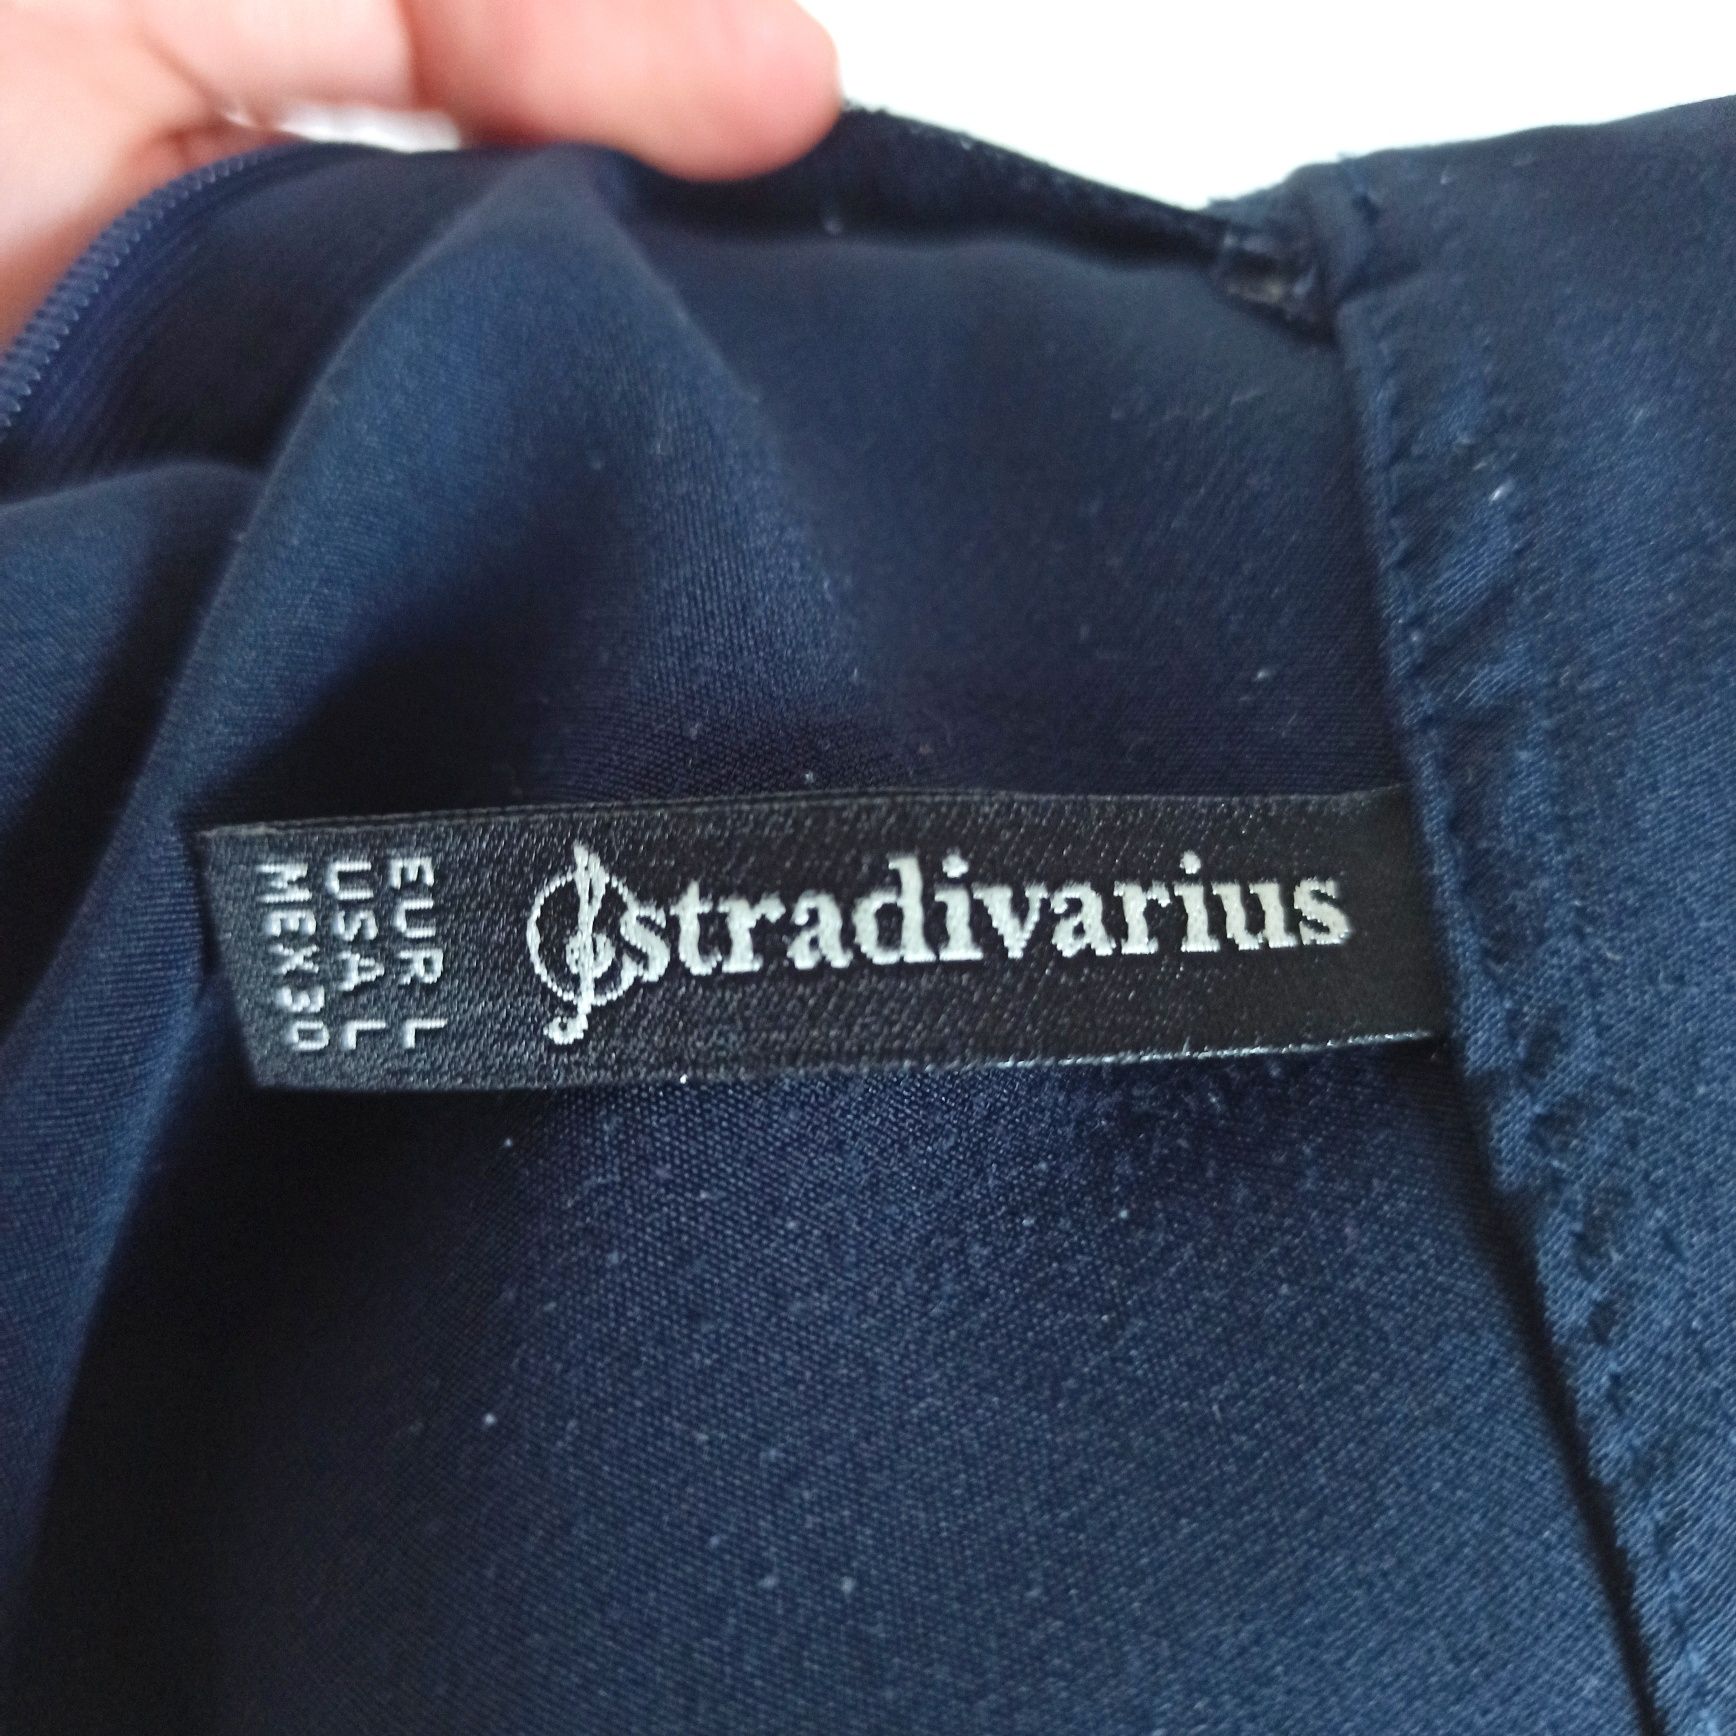 stradivarius
EUR L
USA L
MEX 30